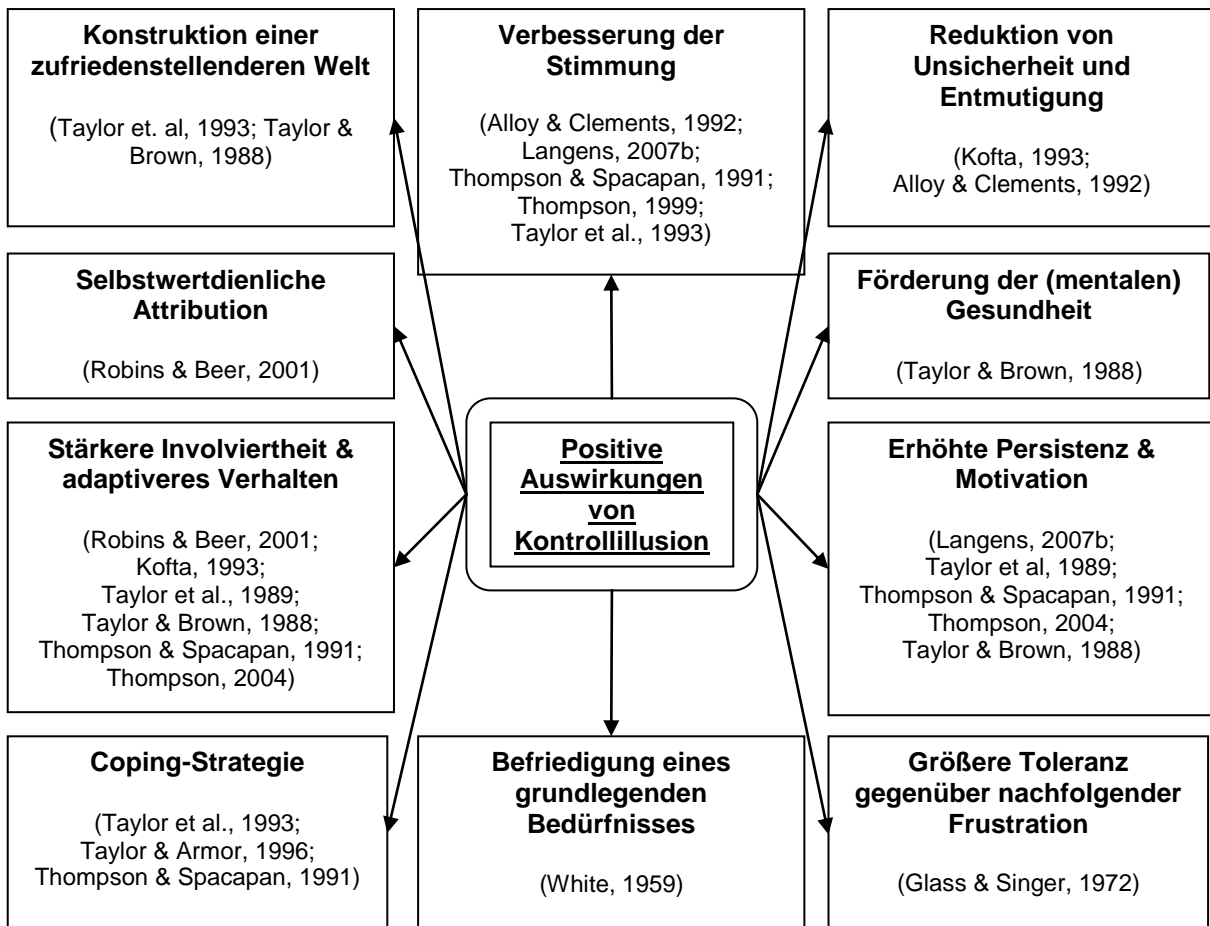 Konstruktion einer
zufriedenstellenderen Welt
(Taylor et. al, 1993; Taylor &
Brown, 1988)
Verbesserung der
Stimmung
(Alloy & Clements, 1992;
Langens, 2007b;
Thompson & Spacapan, 1991;
Thompson, 1999;
Taylor et al., 1993)
Reduktion von
Unsicherheit und
Entmutigung
(Kofta, 1993;
Alloy & Clements, 1992)
Selbstwertdienliche
Attribution
(Robins & Beer, 2001)
Förderung der (mentalen)
Gesundheit
(Taylor & Brown, 1988)
Stärkere Involviertheit &
adaptiveres Verhalten
(Robins & Beer, 2001;
Kofta, 1993;
Taylor et al., 1989;
Taylor & Brown, 1988;
Thompson & Spacapan, 1991;
Thompson, 2004)
Positive
Auswirkungen
von
Kontrollillusion
Erhöhte Persistenz &
Motivation
(Langens, 2007b;
Taylor et al, 1989;
Thompson & Spacapan, 1991;
Thompson, 2004;
Taylor & Brown, 1988)
Coping-Strategie
(Taylor et al., 1993;
Taylor & Armor, 1996;
Thompson & Spacapan, 1991)
Befriedigung eines
grundlegenden
Bedürfnisses
(White, 1959)
Größere Toleranz
gegenüber nachfolgender
Frustration
(Glass & Singer, 1972)